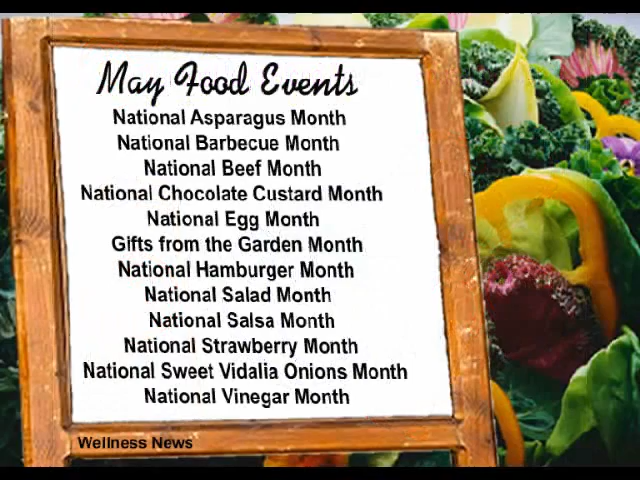 May Food Events
National Asparagus Month
National Barbecue Month
National Beef Month
National Chocolate Custard Month
National Egg Month
Gifts from the Garden Month
National Hamburger Month
National Salad Month
National Salsa Month
National Strawberry Month
National Sweet Vidalia Onions Month
National Vinegar Month
Wellness News